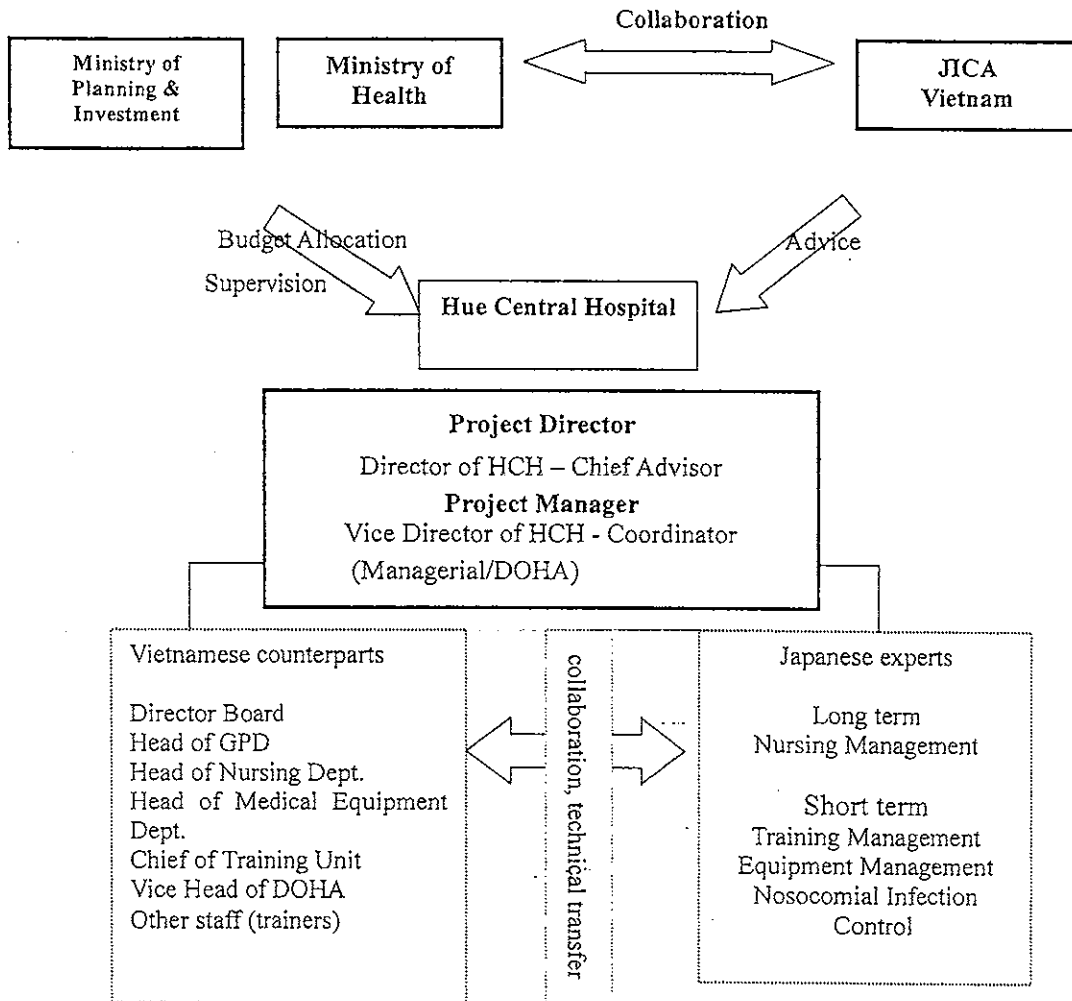 Collaboration
Ministry of
Planning &
Investment
Ministry of
Health
JICA
Vietnam
Budget Allocation
Supervision
Advice
Hue Central Hospital
Project Director
Director of HCH – Chief Advisor
Project Manager
Vice Director of HCH - Coordinator
(Managerial/DOHA)
Vietnamese counterparts
Director Board
Head of GPD
Head of Nursing Dept.
Head of Medical Equipment
Dept.
Chief of Training Unit
Vice Head of DOHA
Other staff (trainers)
collaboration, technical transfer
Japanese experts
Long term
Nursing Management
Short term
Training Management
Equipment Management
Nosocomial Infection
Control